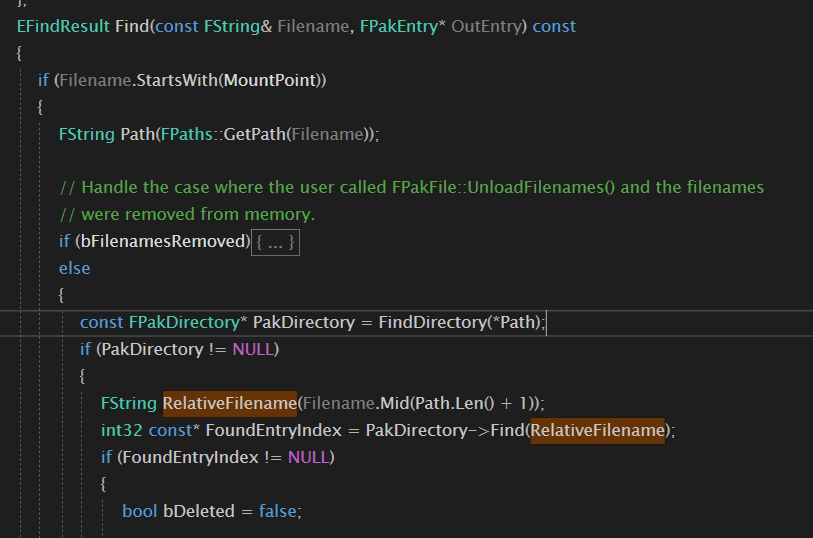 };
EFindResult Find(const FString& Filename, FPakEntry* OutEntry) const
{
if (Filename.StartsWith(MountPoint))
{
FString Path(FPaths::GetPath(Filename));
// Handle the case where the user called FPakFile::UnloadFilenames() and the filenames
// were removed from memory.
if (bFilenamesRemoved){ ... }
else
{
const FPakDirectory* PakDirectory = FindDirectory(*Path);
if (PakDirectory != NULL)
{
FString RelativeFilename(Filename.Mid(Path.Len() + 1));
int32 const* FoundEntryIndex = PakDirectory->Find(RelativeFilename);
if (FoundEntryIndex != NULL)
{
bool bDeleted = false;